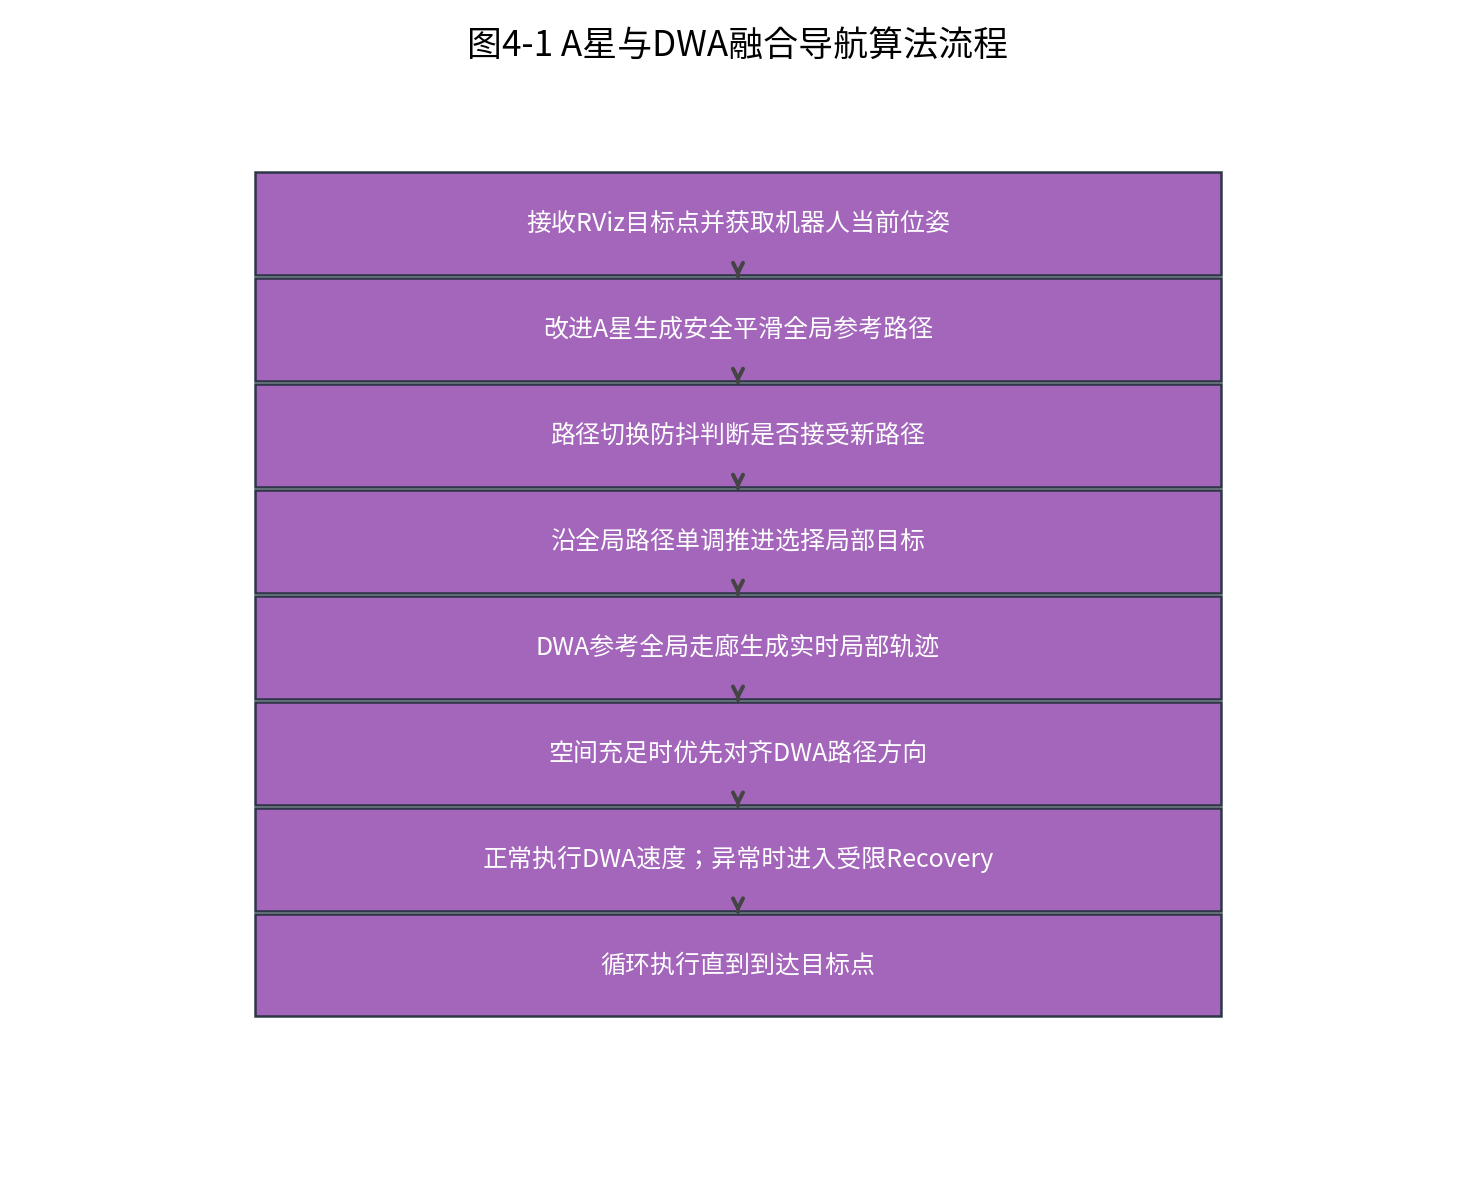 图4-1 A星与DWA融合导航算法流程
接收RViz目标点并获取机器人当前位姿
改进A星生成安全平滑全局参考路径
路径切换防抖判断是否接受新路径
沿全局路径单调推进选择局部目标
DWA参考全局走廊生成实时局部轨迹
空间充足时优先对齐DWA路径方向
正常执行DWA速度；异常时进入受限Recovery
循环执行直到到达目标点